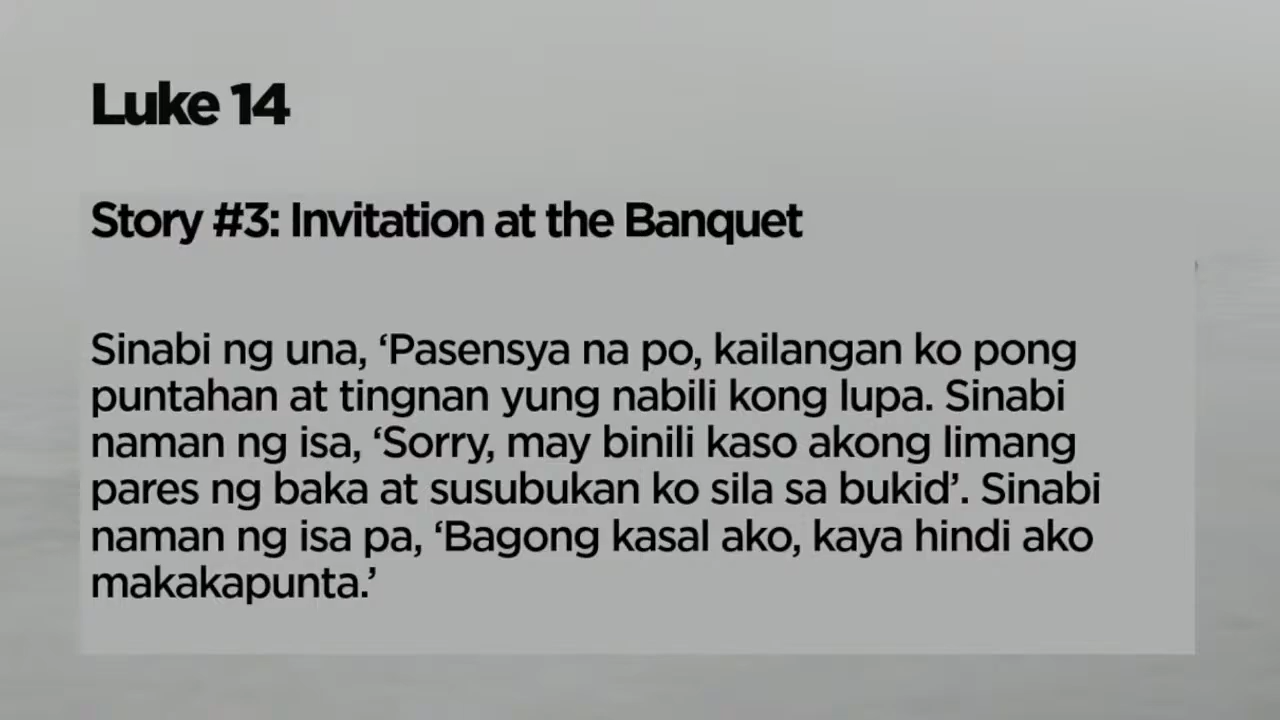 Luke 14
Story #3: Invitation at the Banquet
Sinabi ng una, ‘Pasensya na po, kailangan ko pong
puntahan at tingnan yung nabili kong lupa. Sinabi
naman ng isa, ‘Sorry, may binili kaso akong limang
pares ng baka at susubukan ko sila sa bukid’. Sinabi
naman ng isa pa, ‘Bagong kasal ako, kaya hindi ako
makakapunta.’